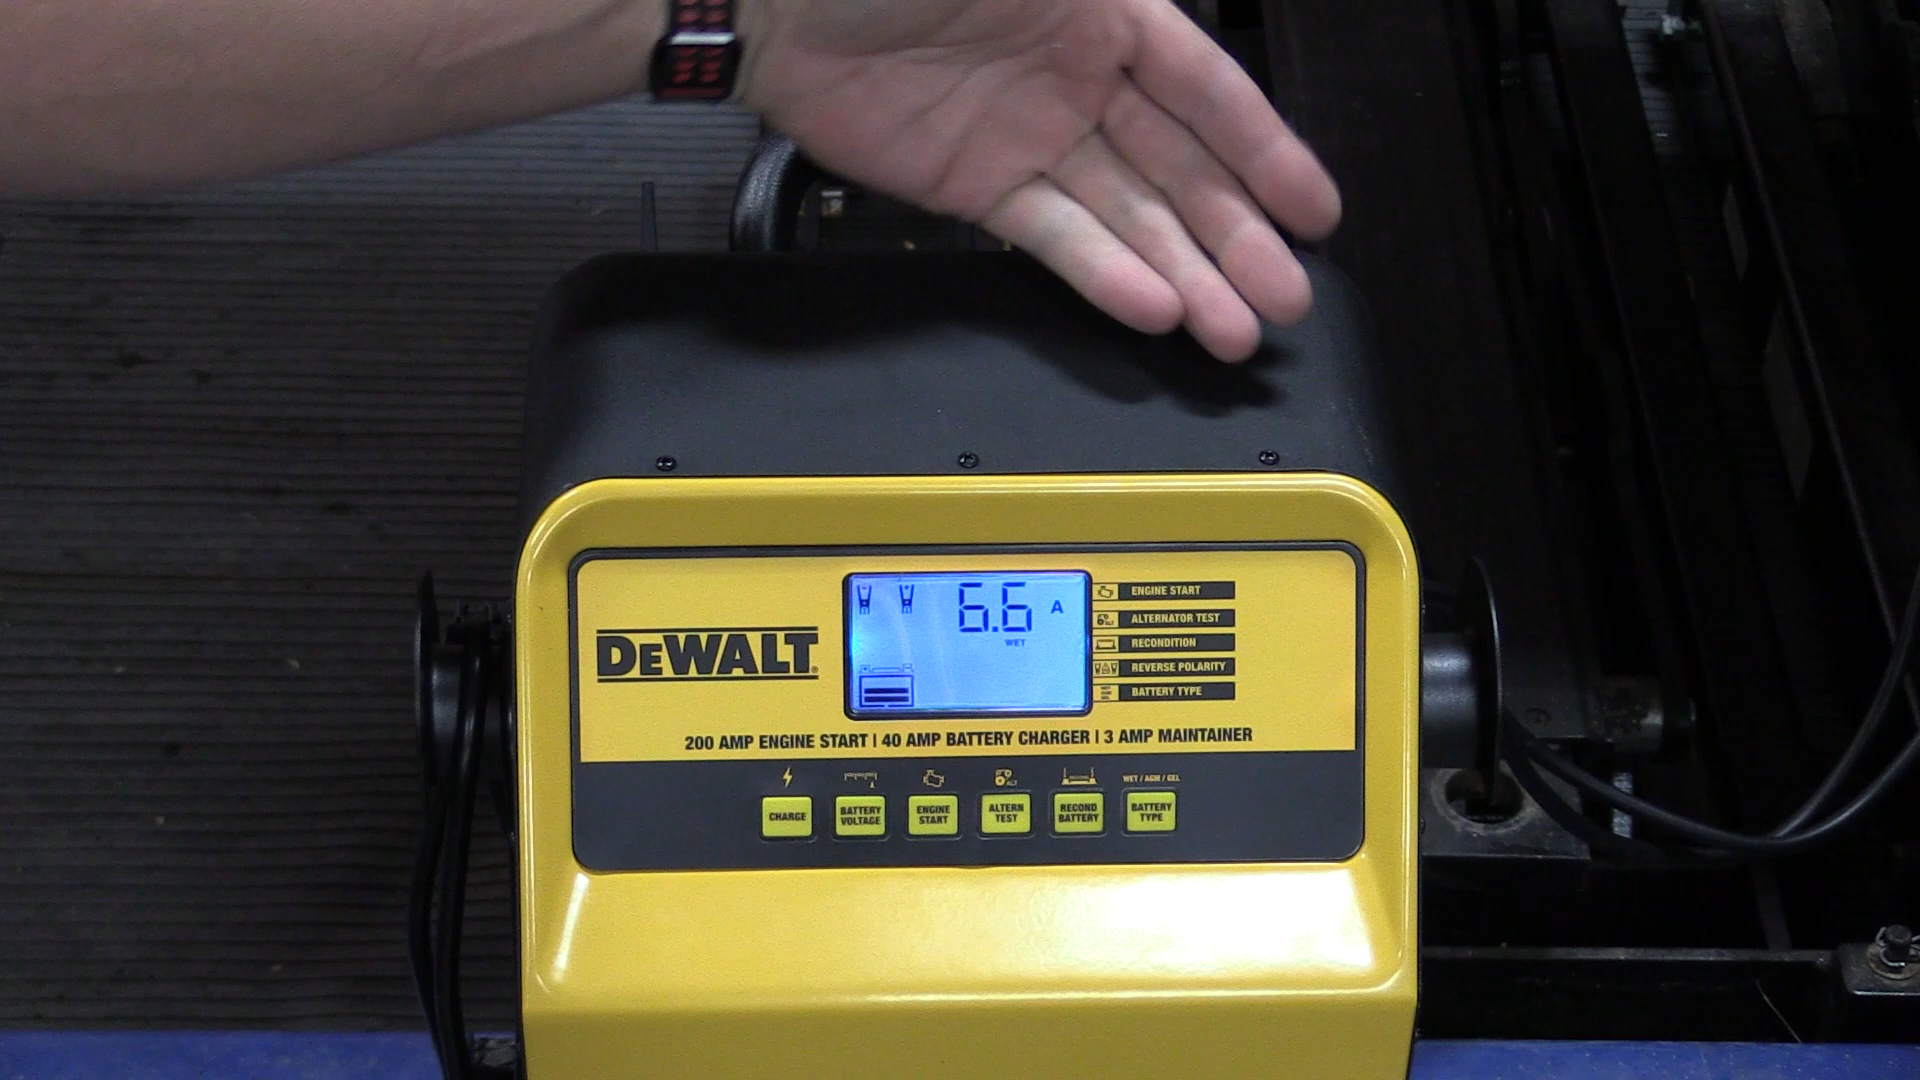 6.6 A
WET
DEWALT
ENGINE START
ALTERNATOR TEST
RECONDITION
REVERSE POLARITY
BATTERY TYPE
200 AMP ENGINE START | 40 AMP BATTERY CHARGER | 3 AMP MAINTAINER
A
ALT
RECOND
WET / AGM / GEL
CHARGE
BATTERY
VOLTAGE
ENGINE
START
ALTERN
TEST
RECOND
BATTERY
BATTERY
TYPE